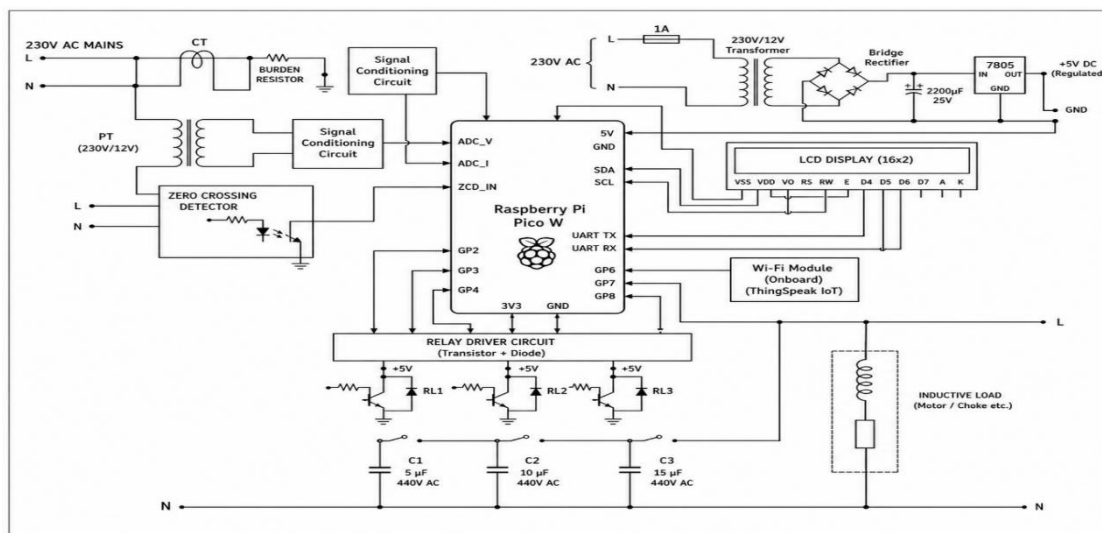 230V AC MAINS
L
N
CT
BURDEN
RESISTOR
PT
(230V/12V)
Signal
Conditioning
Circuit
Signal
Conditioning
Circuit
ZERO CROSSING
DETECTOR
L
N
230V AC
L
N
1A
230V/12V
Transformer
Bridge
Rectifier
2200µF
25V
7805
IN OUT
GND
+5V DC
(Regulated)
GND
ADC_V
ADC_I
ZCD_IN
Raspberry Pi
Pico W
GP2
GP3
GP4
3V3
GND
5V
GND
SDA
SCL
UART TX
UART RX
GP6
GP7
GP8
LCD DISPLAY (16x2)
VSS VDD VO RS RW E D4 D5 D6 D7 A K
Wi-Fi Module
(Onboard)
(ThingSpeak IoT)
RELAY DRIVER CIRCUIT
(Transistor + Diode)
+5V
RL1
+5V
RL2
+5V
RL3
C1
5 µF
440V AC
C2
10 µF
440V AC
C3
15 µF
440V AC
L
INDUCTIVE LOAD
(Motor / Choke etc.)
N
N